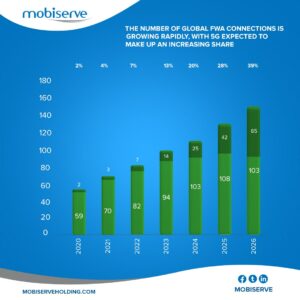 mobiserve
THE NUMBER OF GLOBAL FWA CONNECTIONS IS
GROWING RAPIDLY, WITH 5G EXPECTED TO
MAKE UP AN INCREASING SHARE
2% 4% 7% 13% 20% 28% 39%
180
160
140
120
100
80
60
40
20
0
2 3 7 14 25 42 65
59 70 82 94 103 108 103
2020 2021 2022 2023 2024 2025 2026
MOBISERVEHOLDING.COM
MOBISERVE